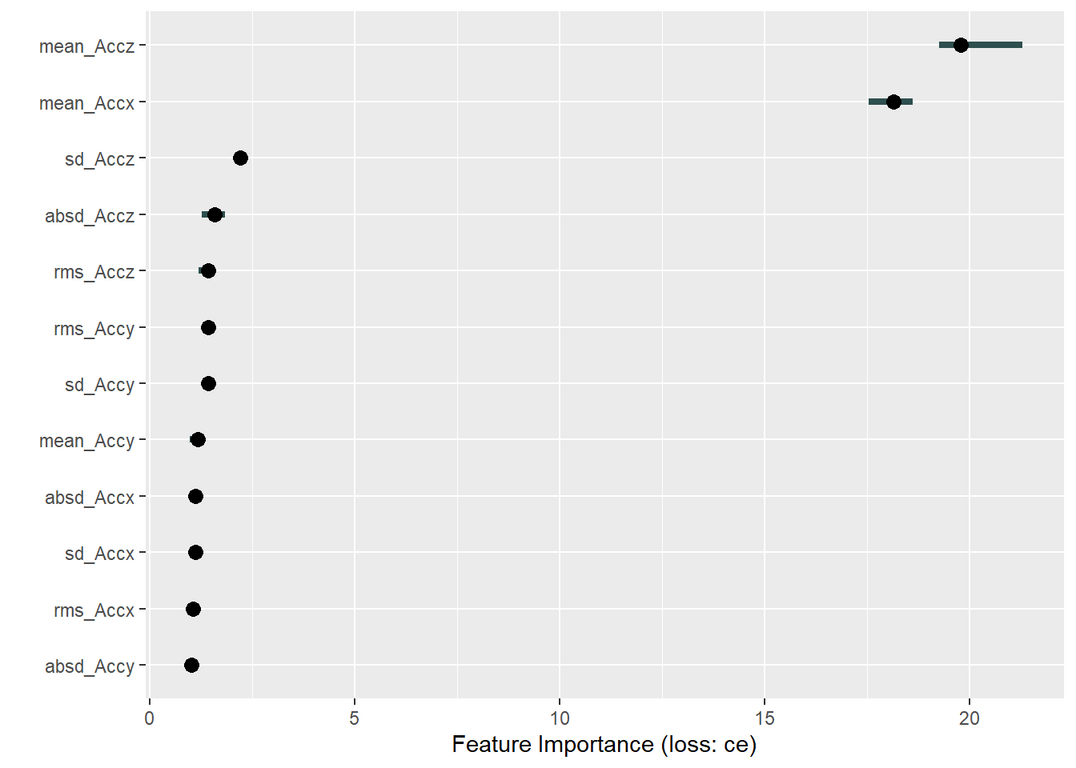 mean_Accz
mean_Accx
sd_Accz
absd_Accz
rms_Accz
rms_Accy
sd_Accy
mean_Accy
absd_Accx
sd_Accx
rms_Accx
absd_Accy
0 5 10 15 20
Feature Importance (loss: ce)